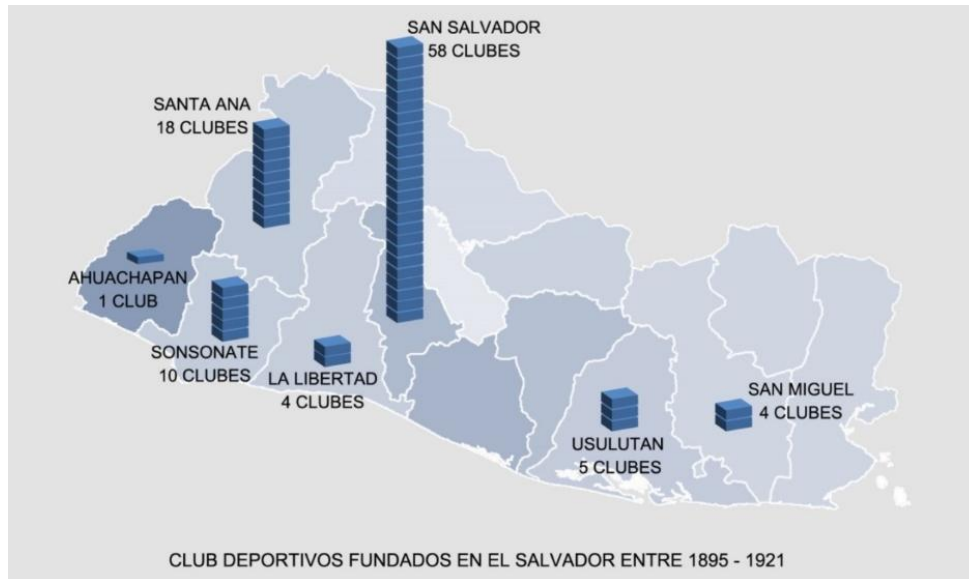 SAN SALVADOR
58 CLUBES
SANTA ANA
18 CLUBES
AHUACHAPAN
1 CLUB
SONSONATE
10 CLUBES
LA LIBERTAD
4 CLUBES
USULUTAN
5 CLUBES
SAN MIGUEL
4 CLUBES
CLUB DEPORTIVOS FUNDADOS EN EL SALVADOR ENTRE 1895 - 1921